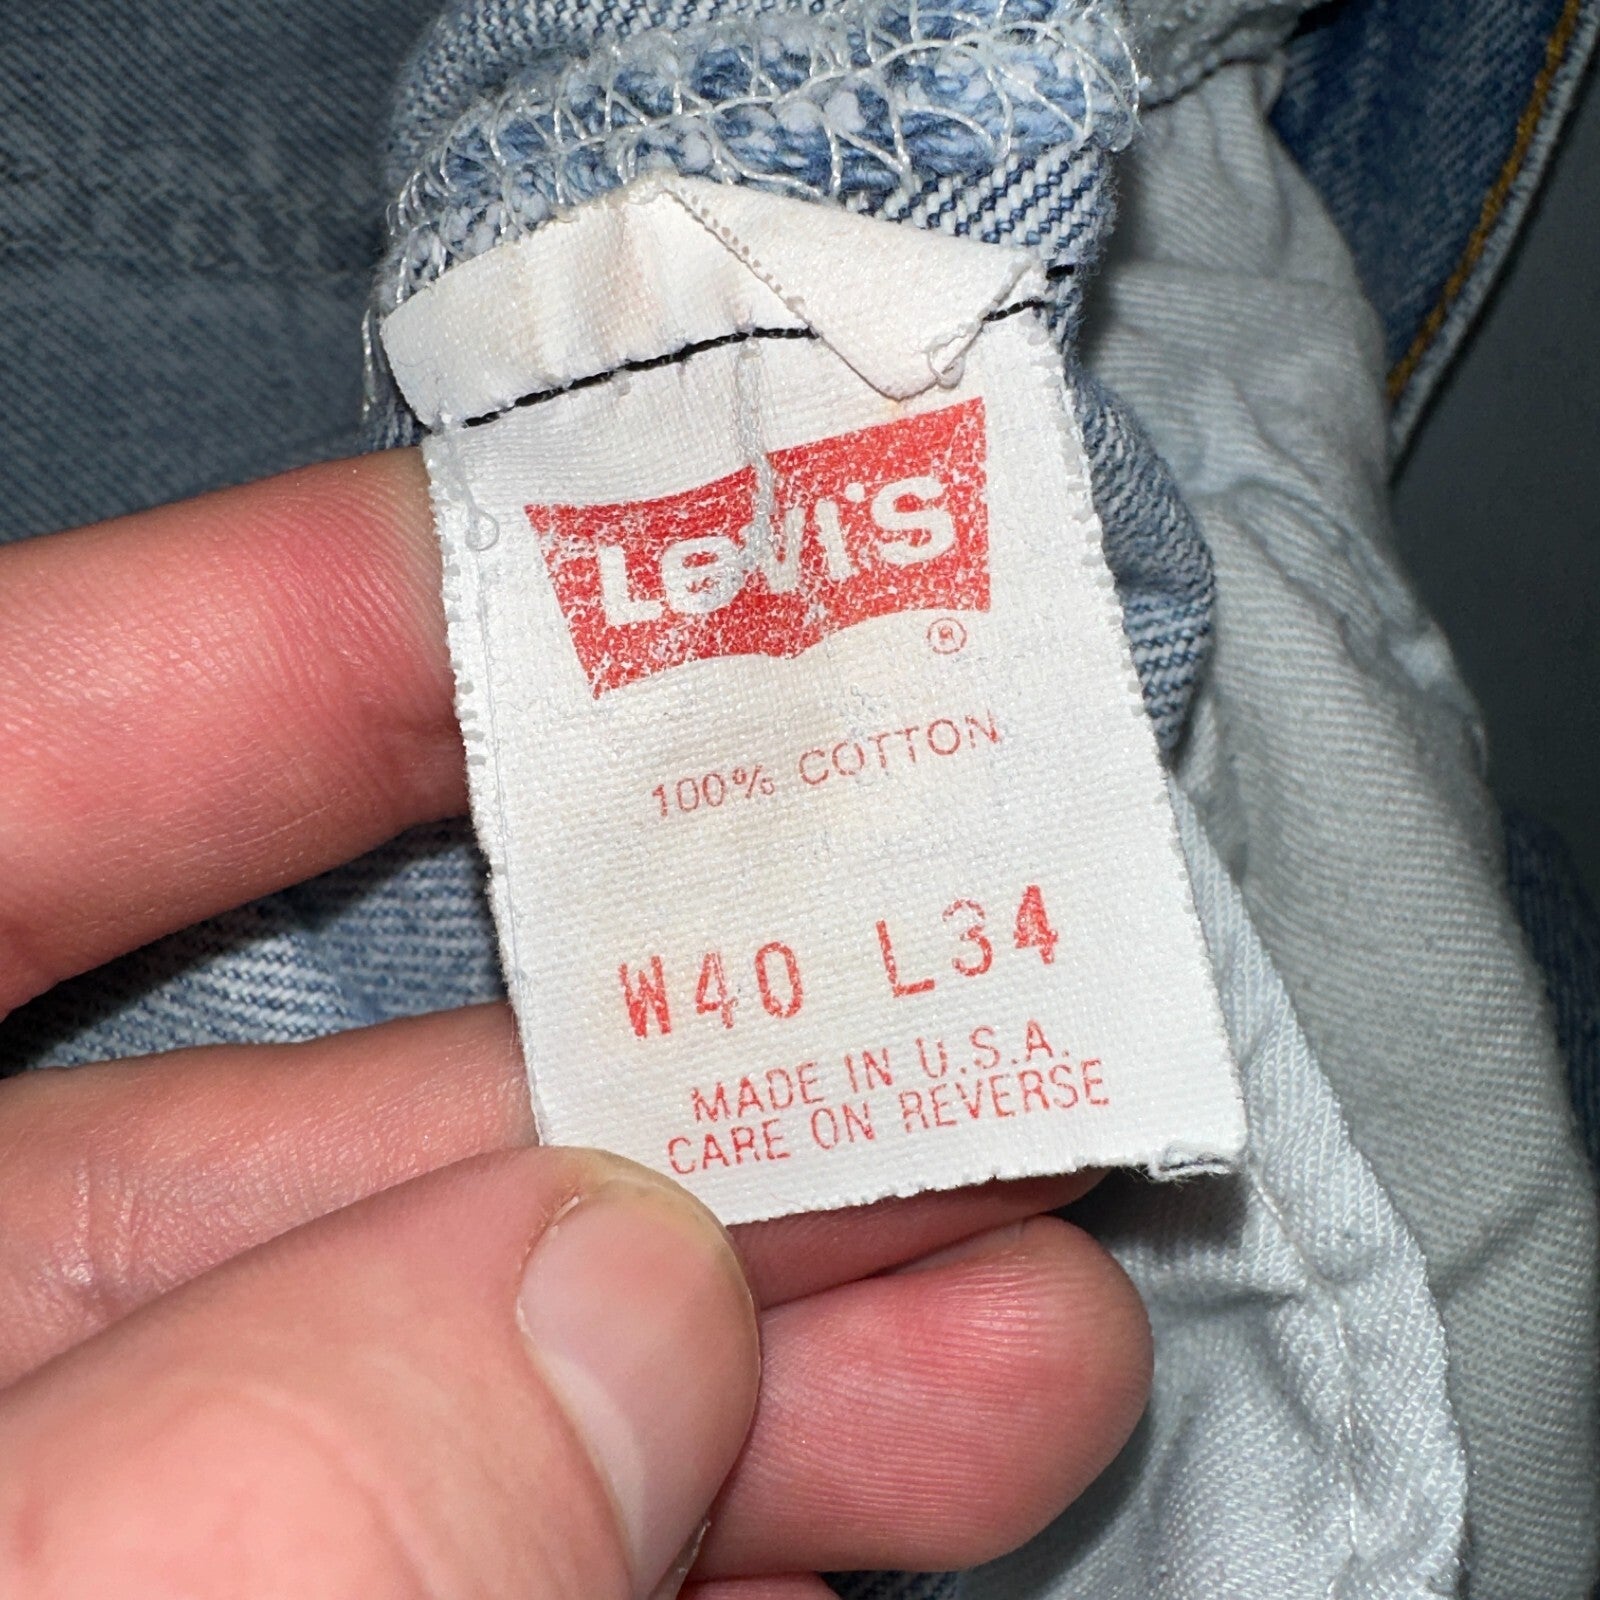 Levi's
®
100% COTTON
W40 L34
MADE IN U.S.A.
CARE ON REVERSE